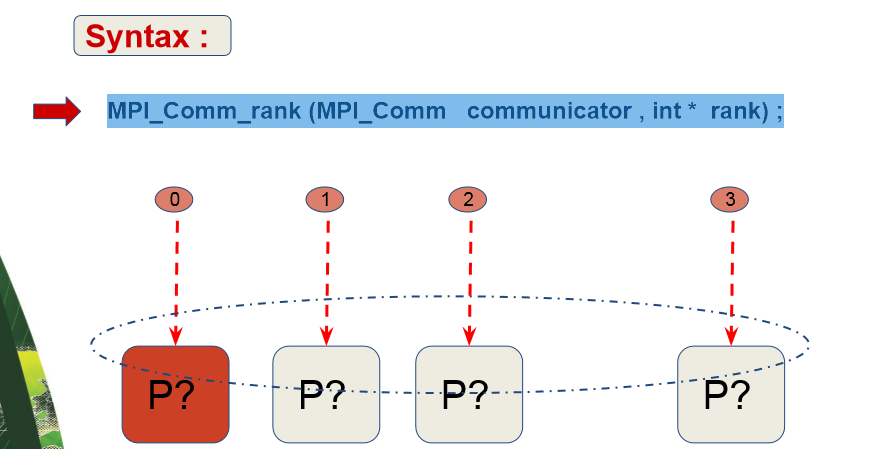 Syntax :
MPI_Comm_rank (MPI_Comm communicator , int * rank) ;
0 1 2 3
P? P? P? P?